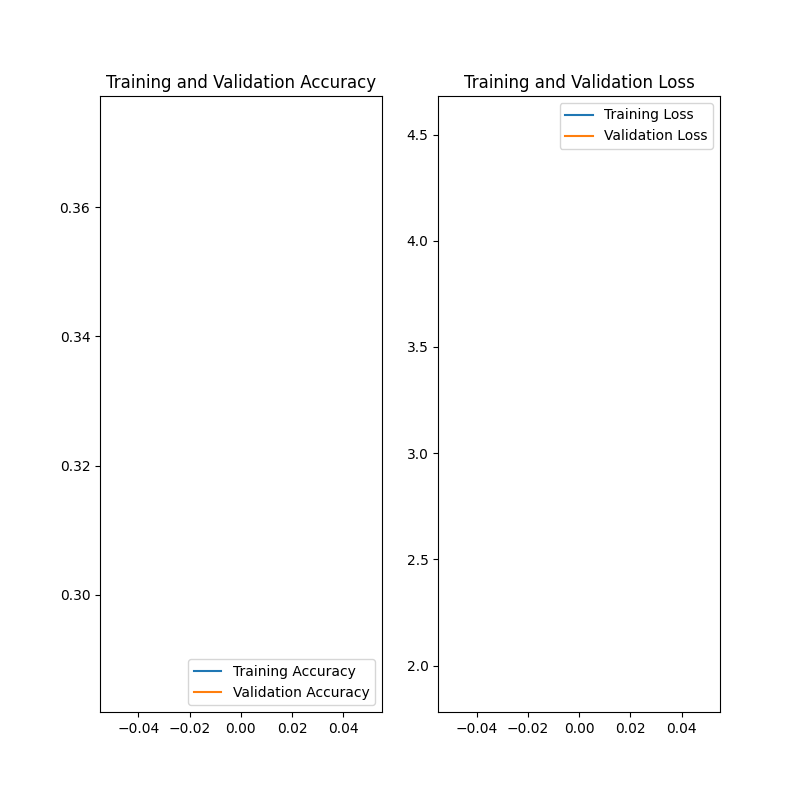 Training and Validation Accuracy
0.36
0.34
0.32
0.30
Training Accuracy
Validation Accuracy
−0.04 −0.02 0.00 0.02 0.04
Training and Validation Loss
Training Loss
Validation Loss
4.5
4.0
3.5
3.0
2.5
2.0
−0.04 −0.02 0.00 0.02 0.04